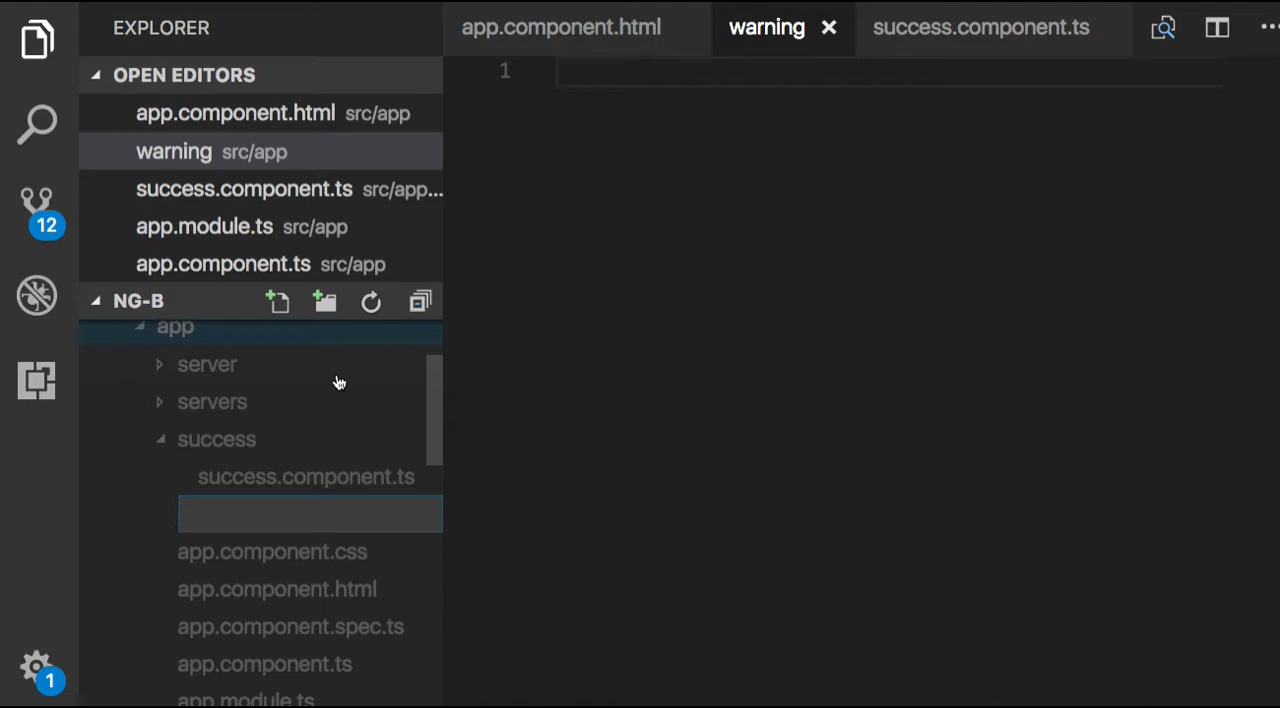 EXPLORER
app.component.html
warning
success.component.ts
OPEN EDITORS
app.component.html src/app
warning src/app
success.component.ts src/app...
app.module.ts src/app
app.component.ts src/app
12
NG-B
app
server
servers
success
success.component.ts
app.component.css
app.component.html
app.component.spec.ts
app.component.ts
app.module.ts
1
1